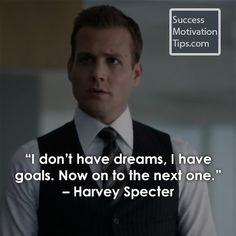 Success
Motivation
Tips.com
“I don’t have dreams, I have
goals. Now on to the next one.”
– Harvey Specter